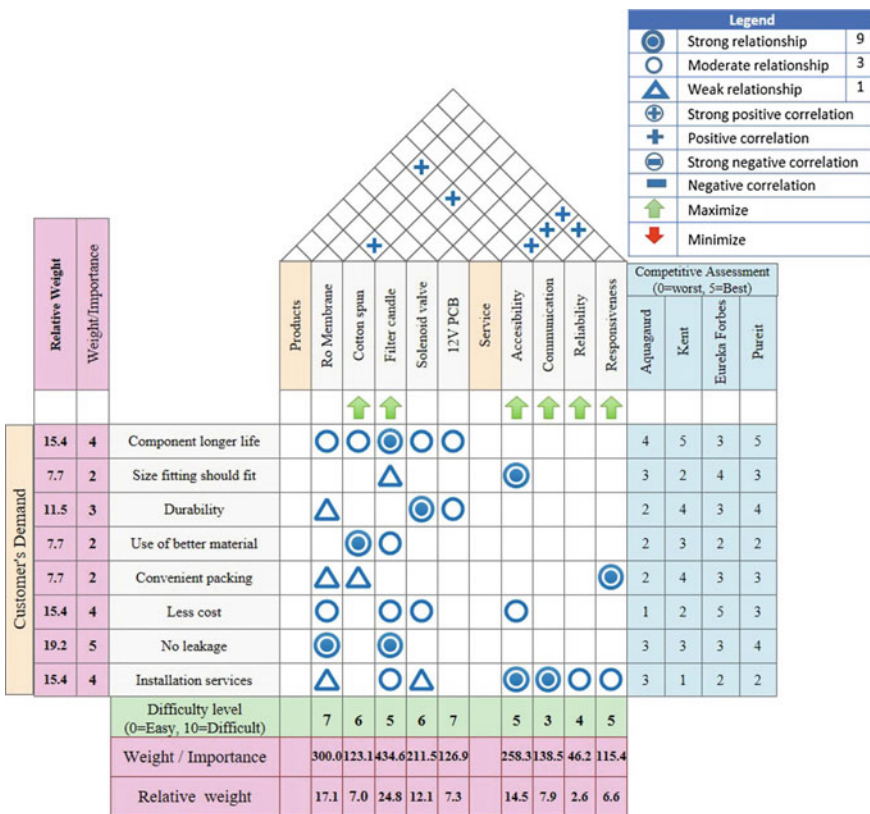 Legend
Strong relationship 9
Moderate relationship 3
Weak relationship 1
Strong positive correlation
Positive correlation
Strong negative correlation
Negative correlation
Maximize
Minimize
Relative Weight
Weight/Importance
Products
Ro Membrane
Cotton spun
Filter candle
Solenoid valve
12V PCB
Service
Accesibility
Communication
Reliability
Responsiveness
Competitive Assessment
(0=worst, 5=Best)
Aquagaurd
Kent
Eureka Forbes
Pureit
Customer's Demand
15.4 4 Component longer life 4 5 3 5
7.7 2 Size fitting should fit 3 2 4 3
11.5 3 Durability 2 4 3 4
7.7 2 Use of better material 2 3 2 2
7.7 2 Convenient packing 2 4 3 3
15.4 4 Less cost 1 2 5 3
19.2 5 No leakage 3 3 3 4
15.4 4 Installation services 3 1 2 2
Difficulty level
(0=Easy, 10=Difficult) 7 6 5 6 7 5 3 4 5
Weight / Importance 300.0 123.1 434.6 211.5 126.9 258.3 138.5 46.2 115.4
Relative weight 17.1 7.0 24.8 12.1 7.3 14.5 7.9 2.6 6.6